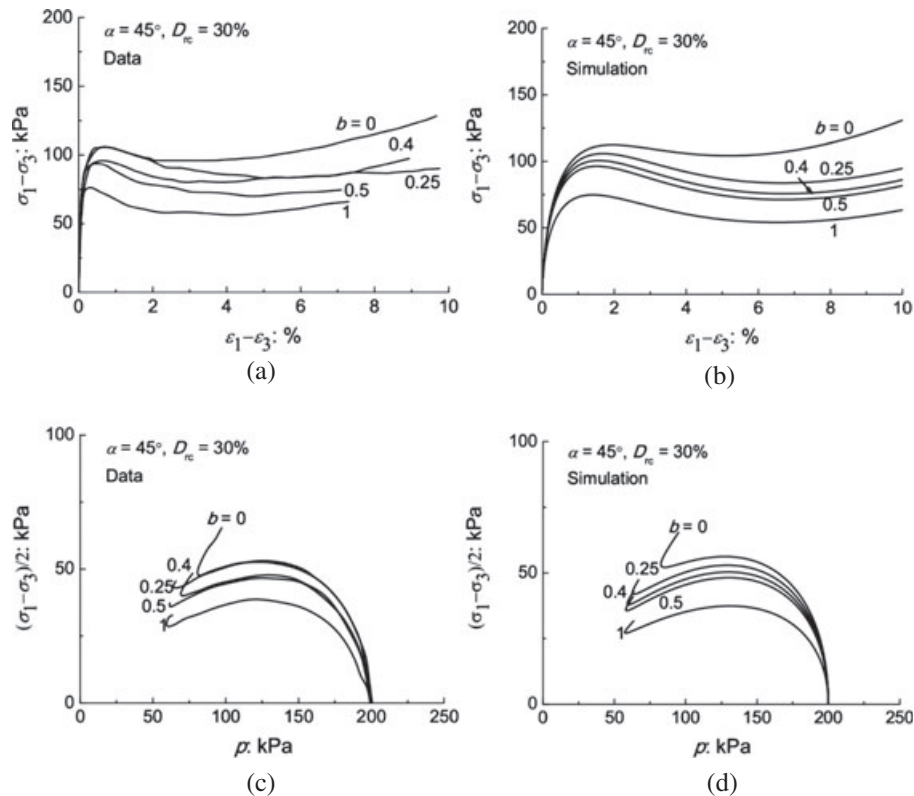 200
α = 45°, D_rc = 30%
Data
150
σ1–σ3: kPa
b = 0
100
0.4
0.25
0.5
50
1
0
0 2 4 6 8 10
ε1–ε3: %
(a)
200
α = 45°, D_rc = 30%
Simulation
150
σ1–σ3: kPa
b = 0
100
0.4
0.25
0.5
50
1
0
0 2 4 6 8 10
ε1–ε3: %
(b)
100
α = 45°, D_rc = 30%
Data
(σ1–σ3)/2: kPa
b = 0
50
0.4
0.25
0.5
1
0
0 50 100 150 200 250
p: kPa
(c)
100
α = 45°, D_rc = 30%
Simulation
(σ1–σ3)/2: kPa
b = 0
50
0.25
0.4
0.5
1
0
0 50 100 150 200 250
p: kPa
(d)